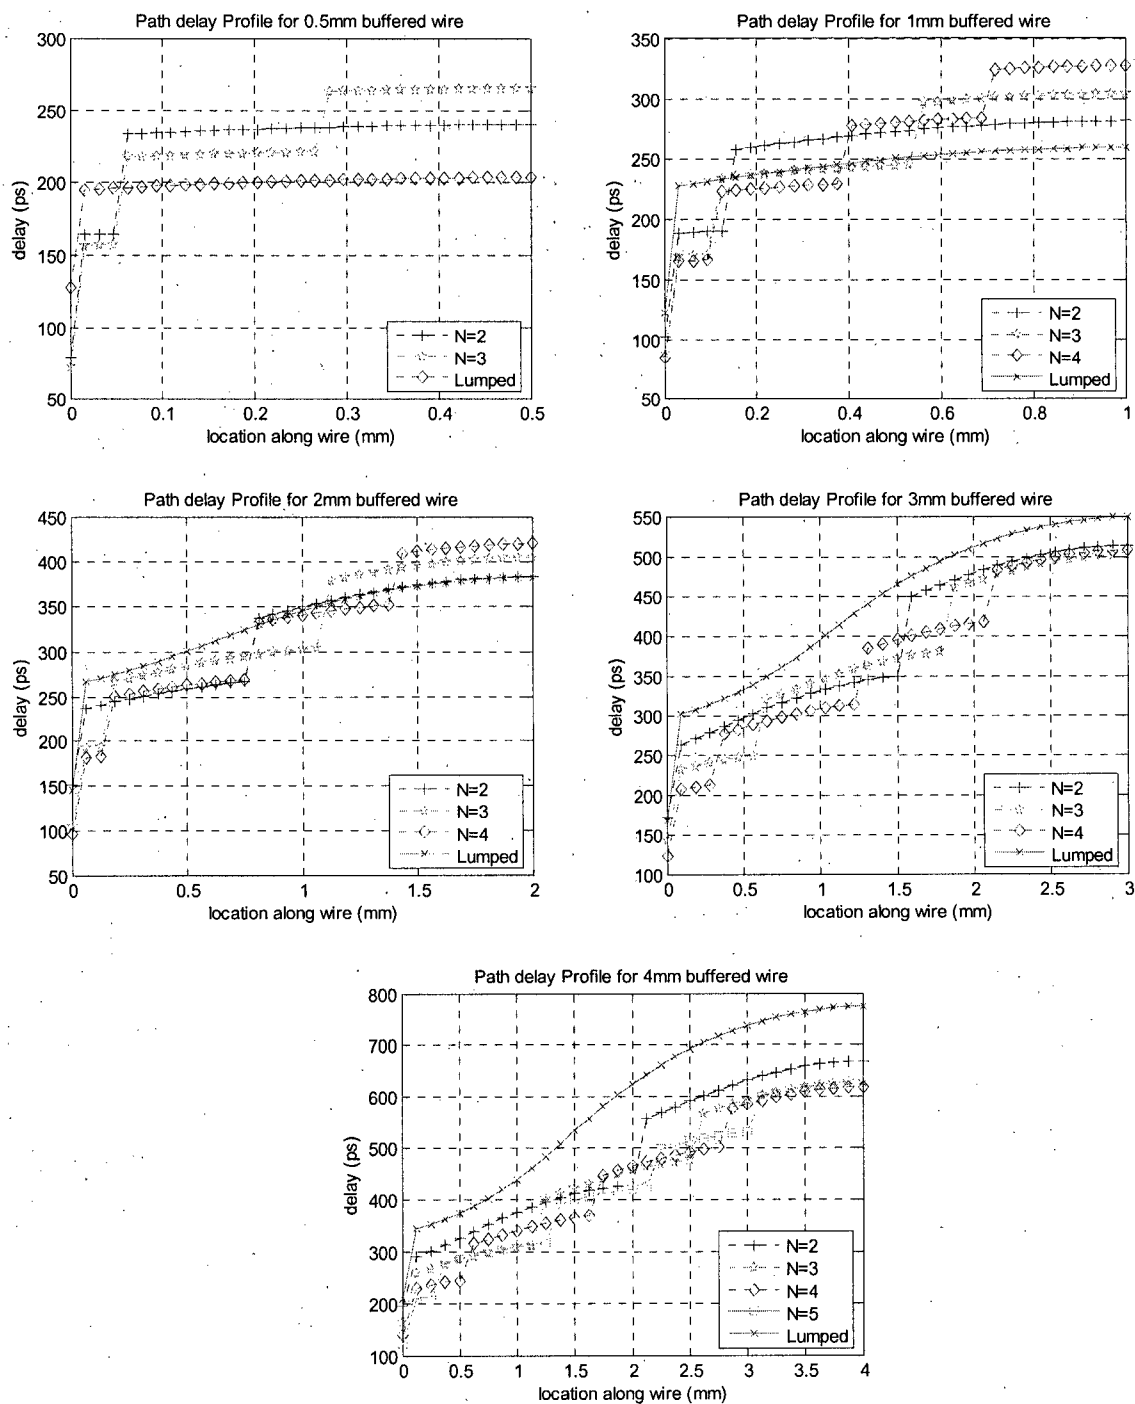 Path delay Profile for 0.5mm buffered wire
300
250
200
150
100
50
delay (ps)
0 0.1 0.2 0.3 0.4 0.5
location along wire (mm)
N=2
N=3
Lumped
Path delay Profile for 1mm buffered wire
350
300
250
200
150
100
50
delay (ps)
0 0.2 0.4 0.6 0.8 1
location along wire (mm)
N=2
N=3
N=4
Lumped
Path delay Profile for 2mm buffered wire
450
400
350
300
250
200
150
100
50
delay (ps)
0 0.5 1 1.5 2
location along wire (mm)
N=2
N=3
N=4
Lumped
Path delay Profile for 3mm buffered wire
550
500
450
400
350
300
250
200
150
100
delay (ps)
0 0.5 1 1.5 2 2.5 3
location along wire (mm)
N=2
N=3
N=4
Lumped
Path delay Profile for 4mm buffered wire
800
700
600
500
400
300
200
100
delay (ps)
0 0.5 1 1.5 2 2.5 3 3.5 4
location along wire (mm)
N=2
N=3
N=4
N=5
Lumped